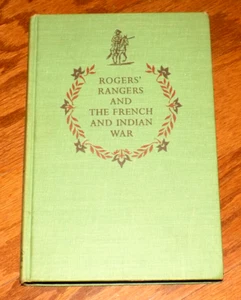 ROGERS'
RANGERS
AND
THE FRENCH
AND INDIAN
WAR